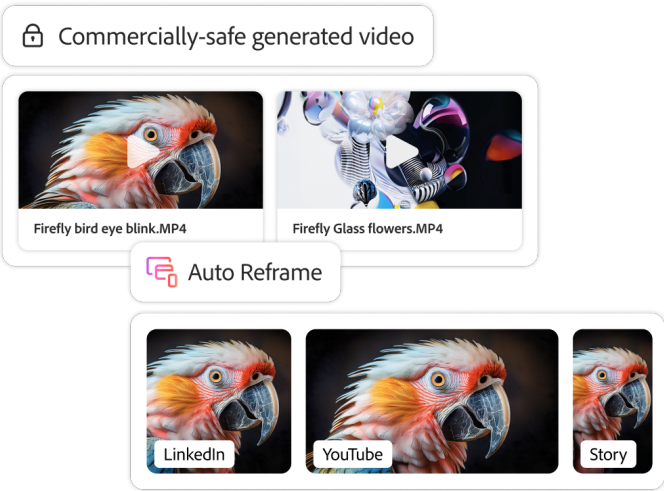 Commercially-safe generated video
Firefly bird eye blink.MP4
Firefly Glass flowers.MP4
Auto Reframe
LinkedIn
YouTube
Story